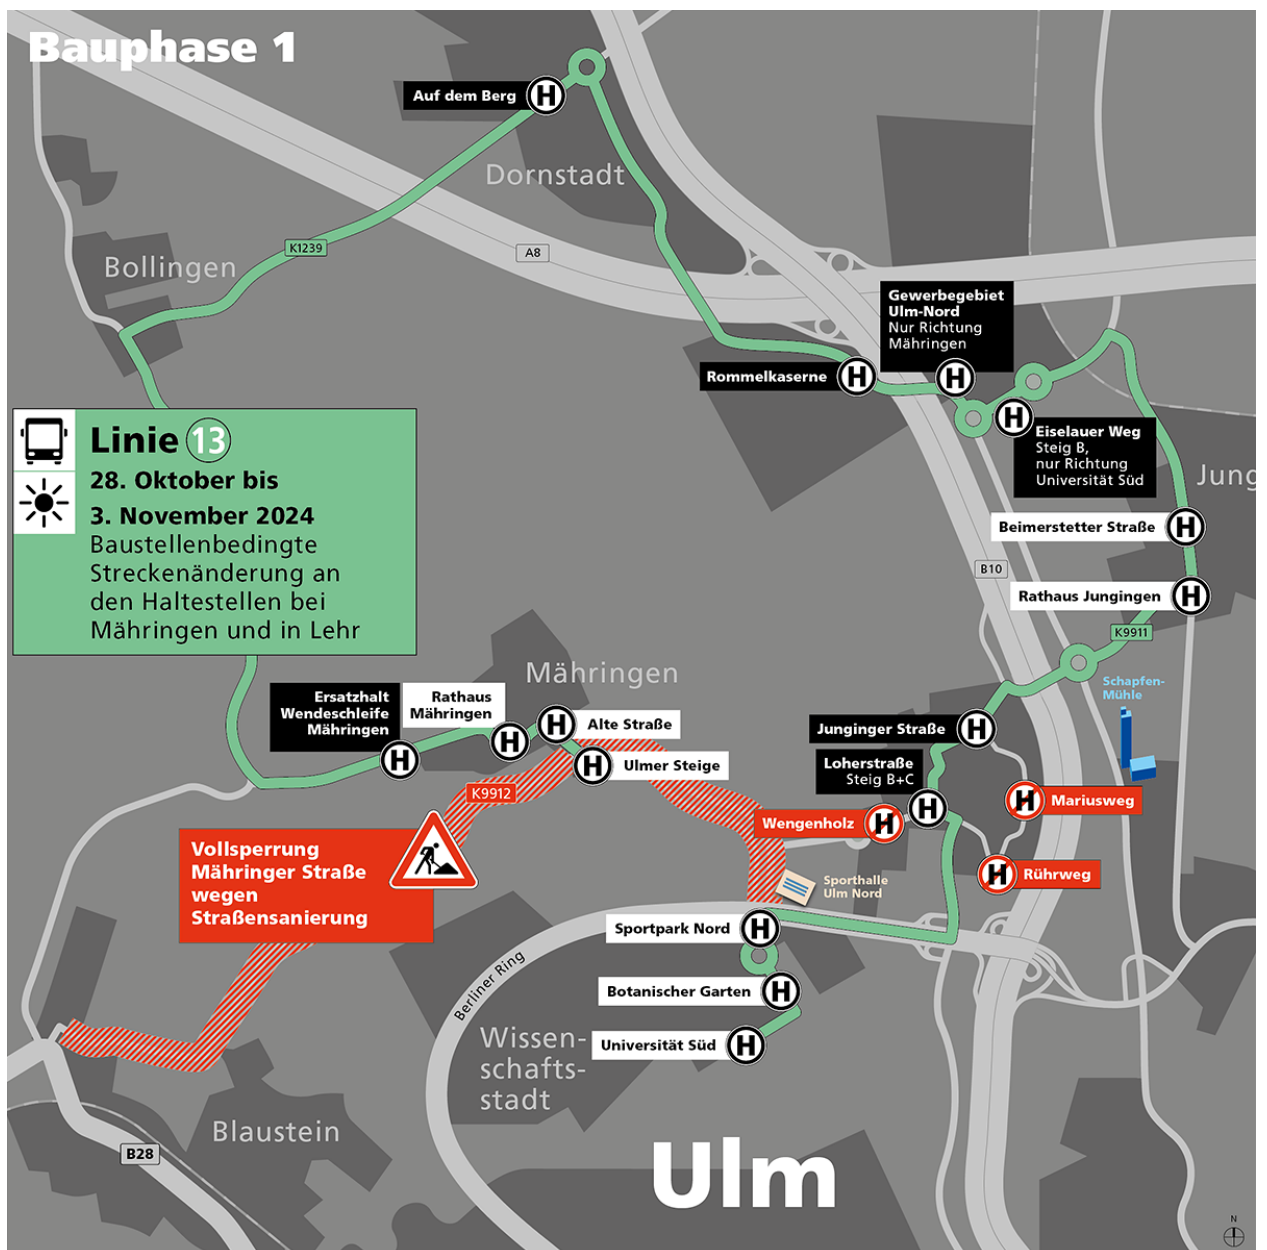 Bauphase 1
Auf dem Berg
H
Dornstadt
K1239
A8
Bollingen
Gewerbegebiet
Ulm-Nord
Nur Richtung
Mähringen
H
Rommelkaserne
H
H
Eiselauer Weg
Steig B,
nur Richtung
Universität Süd
Jung
Linie 13
28. Oktober bis
3. November 2024
Baustellenbedingte
Streckenänderung an
den Haltestellen bei
Mähringen und in Lehr
Beimerstetter Straße
H
B10
Rathaus Jungingen
H
K9911
Mähringen
Schapfen-
Mühle
Ersatzhalt
Wendeschleife
Mähringen
H
Rathaus
Mähringen
H
H
Alte Straße
H
Ulmer Steige
Junginger Straße
H
Loherstraße
Steig B+C
H
K9912
H
Mariusweg
Wengenholz
H
H
Rührweg
Vollsperrung
Mähringer Straße
wegen
Straßensanierung
Sporthalle
Ulm Nord
Sportpark Nord
H
Berliner Ring
Botanischer Garten
H
Universität Süd
H
Wissen-
schafts-
stadt
Blaustein
B28
Ulm
N